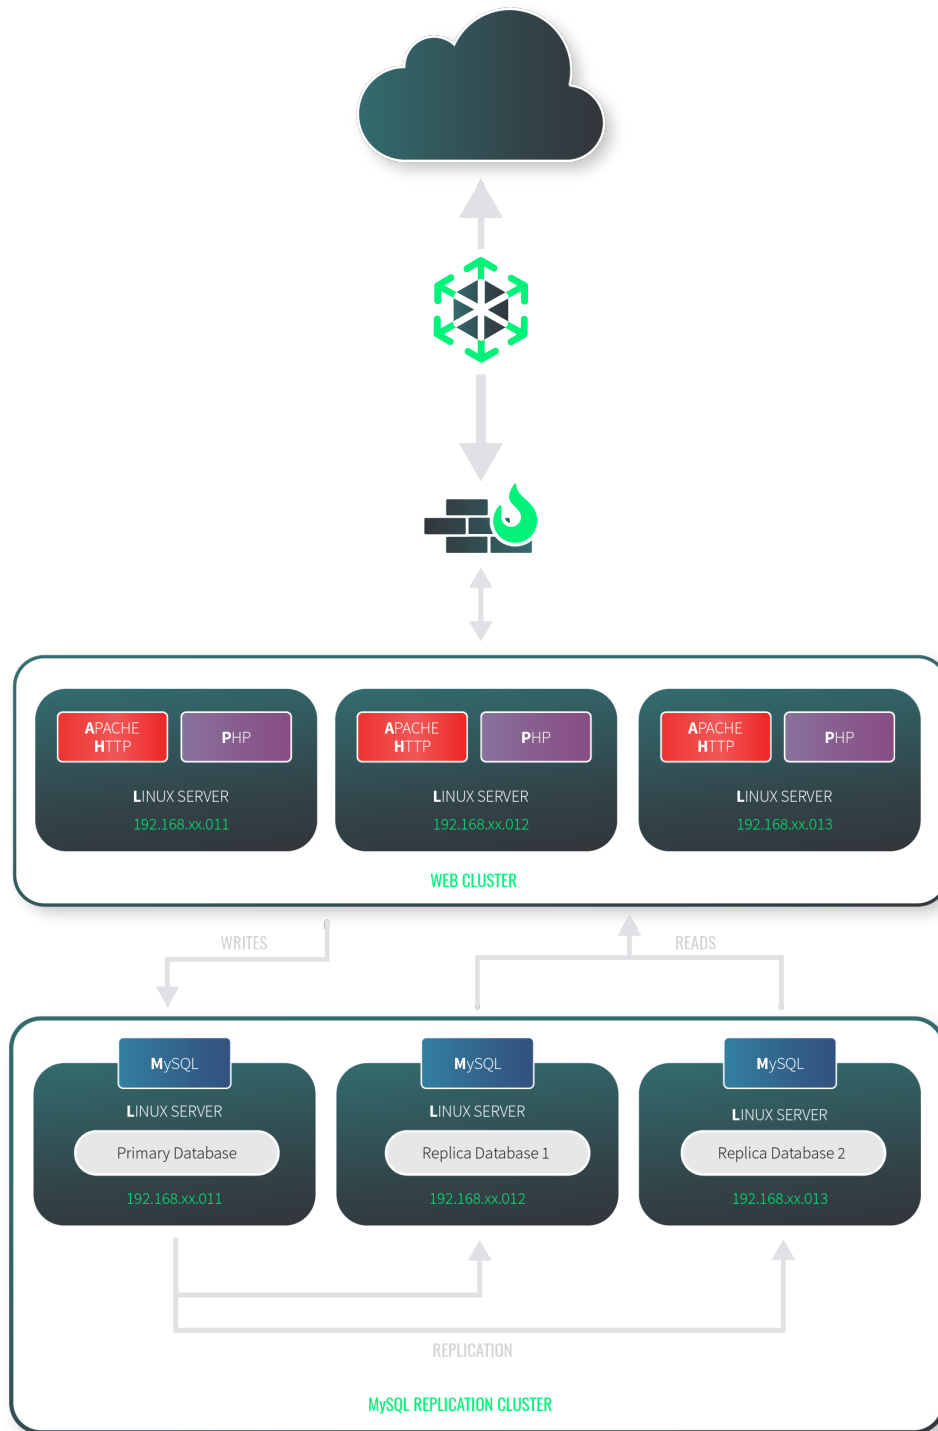 APACHE
HTTP
PHP
APACHE
HTTP
PHP
APACHE
HTTP
PHP
LINUX SERVER
LINUX SERVER
LINUX SERVER
192.168.xx.011
192.168.xx.012
192.168.xx.013
WEB CLUSTER
WRITES
READS
MySQL
MySQL
MySQL
LINUX SERVER
LINUX SERVER
LINUX SERVER
Primary Database
Replica Database 1
Replica Database 2
192.168.xx.011
192.168.xx.012
192.168.xx.013
REPLICATION
MySQL REPLICATION CLUSTER